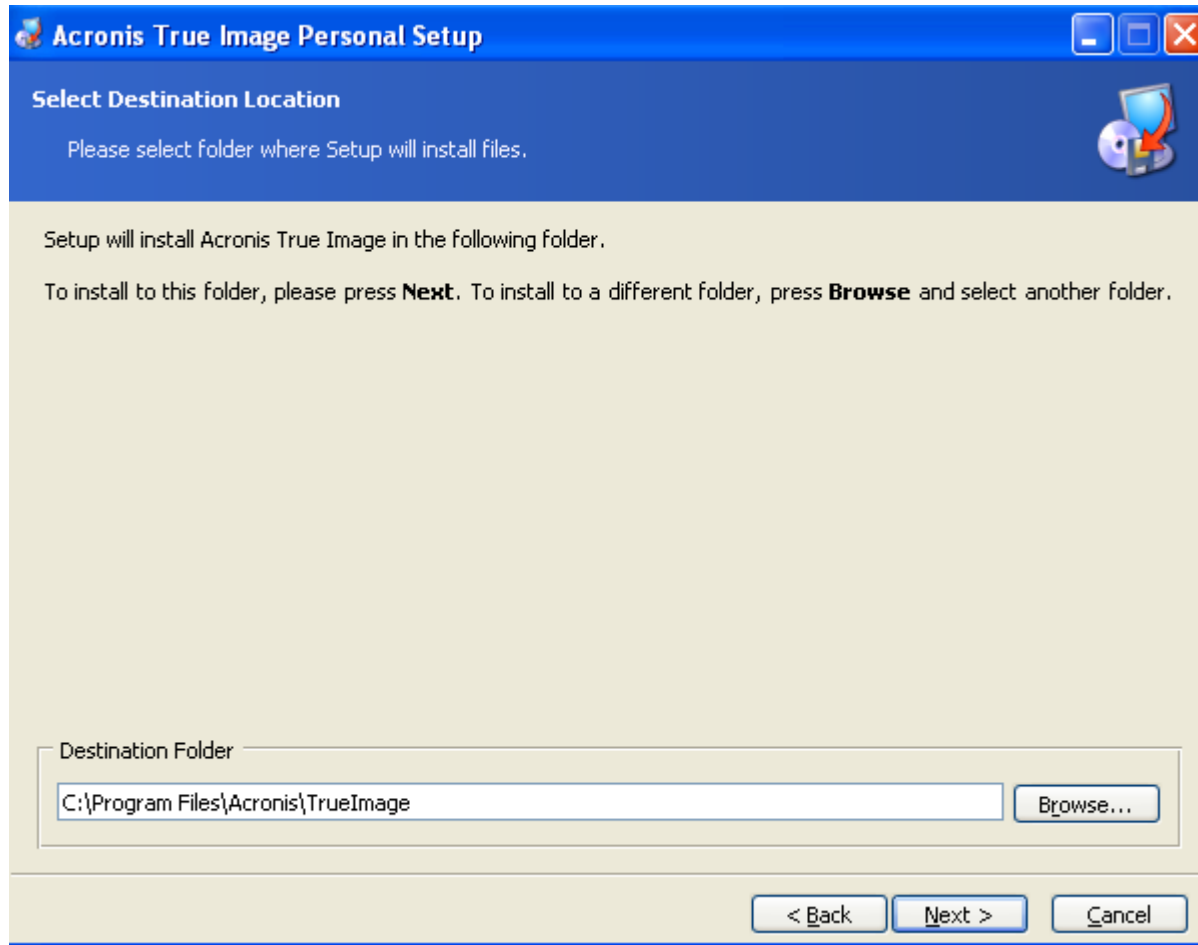 Acronis True Image Personal Setup
Select Destination Location
Please select folder where Setup will install files.
Setup will install Acronis True Image in the following folder.
To install to this folder, please press Next. To install to a different folder, press Browse and select another folder.
Destination Folder
C:\Program Files\Acronis\TrueImage
Browse...
< Back
Next >
Cancel